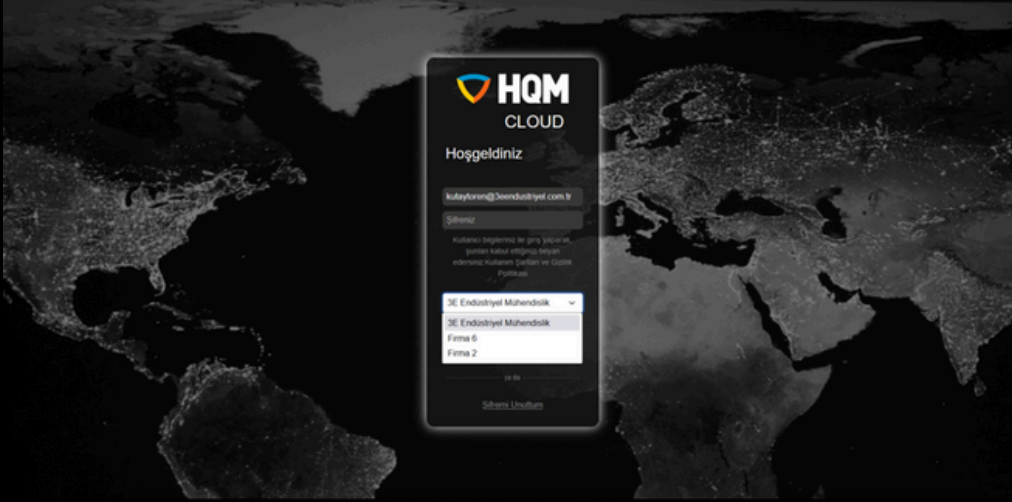 HQM
CLOUD
Hoşgeldiniz
kutaytoren@3eendustriyel.com.tr
Şifreniz
Kullanıcı bilgileriniz ile giriş yaparak,
şunları kabul ettiğinizi beyan
edersiniz:Kullanım Şartları ve Gizlilik
Politikası
3E Endüstriyel Mühendislik
3E Endüstriyel Mühendislik
Firma 6
Firma 2
ya da
Şifremi Unuttum